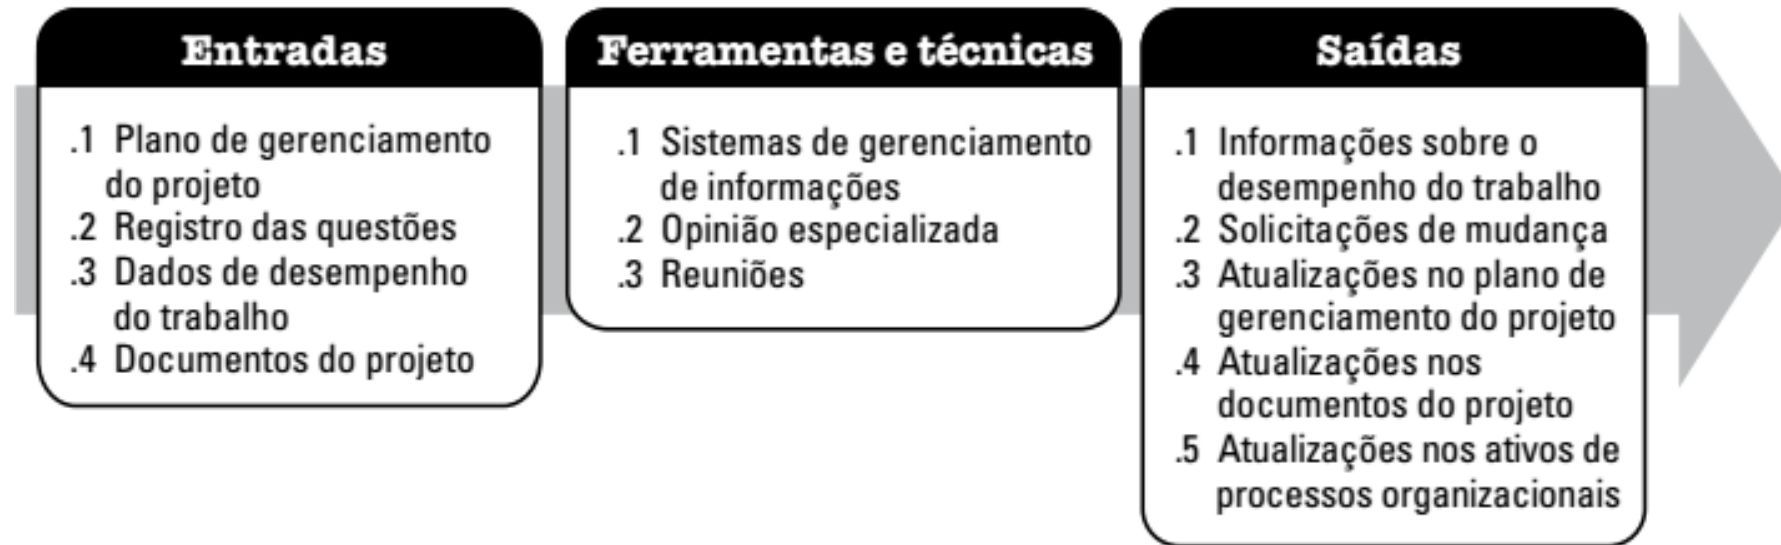 Entradas
.1 Plano de gerenciamento
do projeto
.2 Registro das questões
.3 Dados de desempenho
do trabalho
.4 Documentos do projeto
Ferramentas e técnicas
.1 Sistemas de gerenciamento
de informações
.2 Opinião especializada
.3 Reuniões
Saídas
.1 Informações sobre o
desempenho do trabalho
.2 Solicitações de mudança
.3 Atualizações no plano de
gerenciamento do projeto
.4 Atualizações nos
documentos do projeto
.5 Atualizações nos ativos de
processos organizacionais